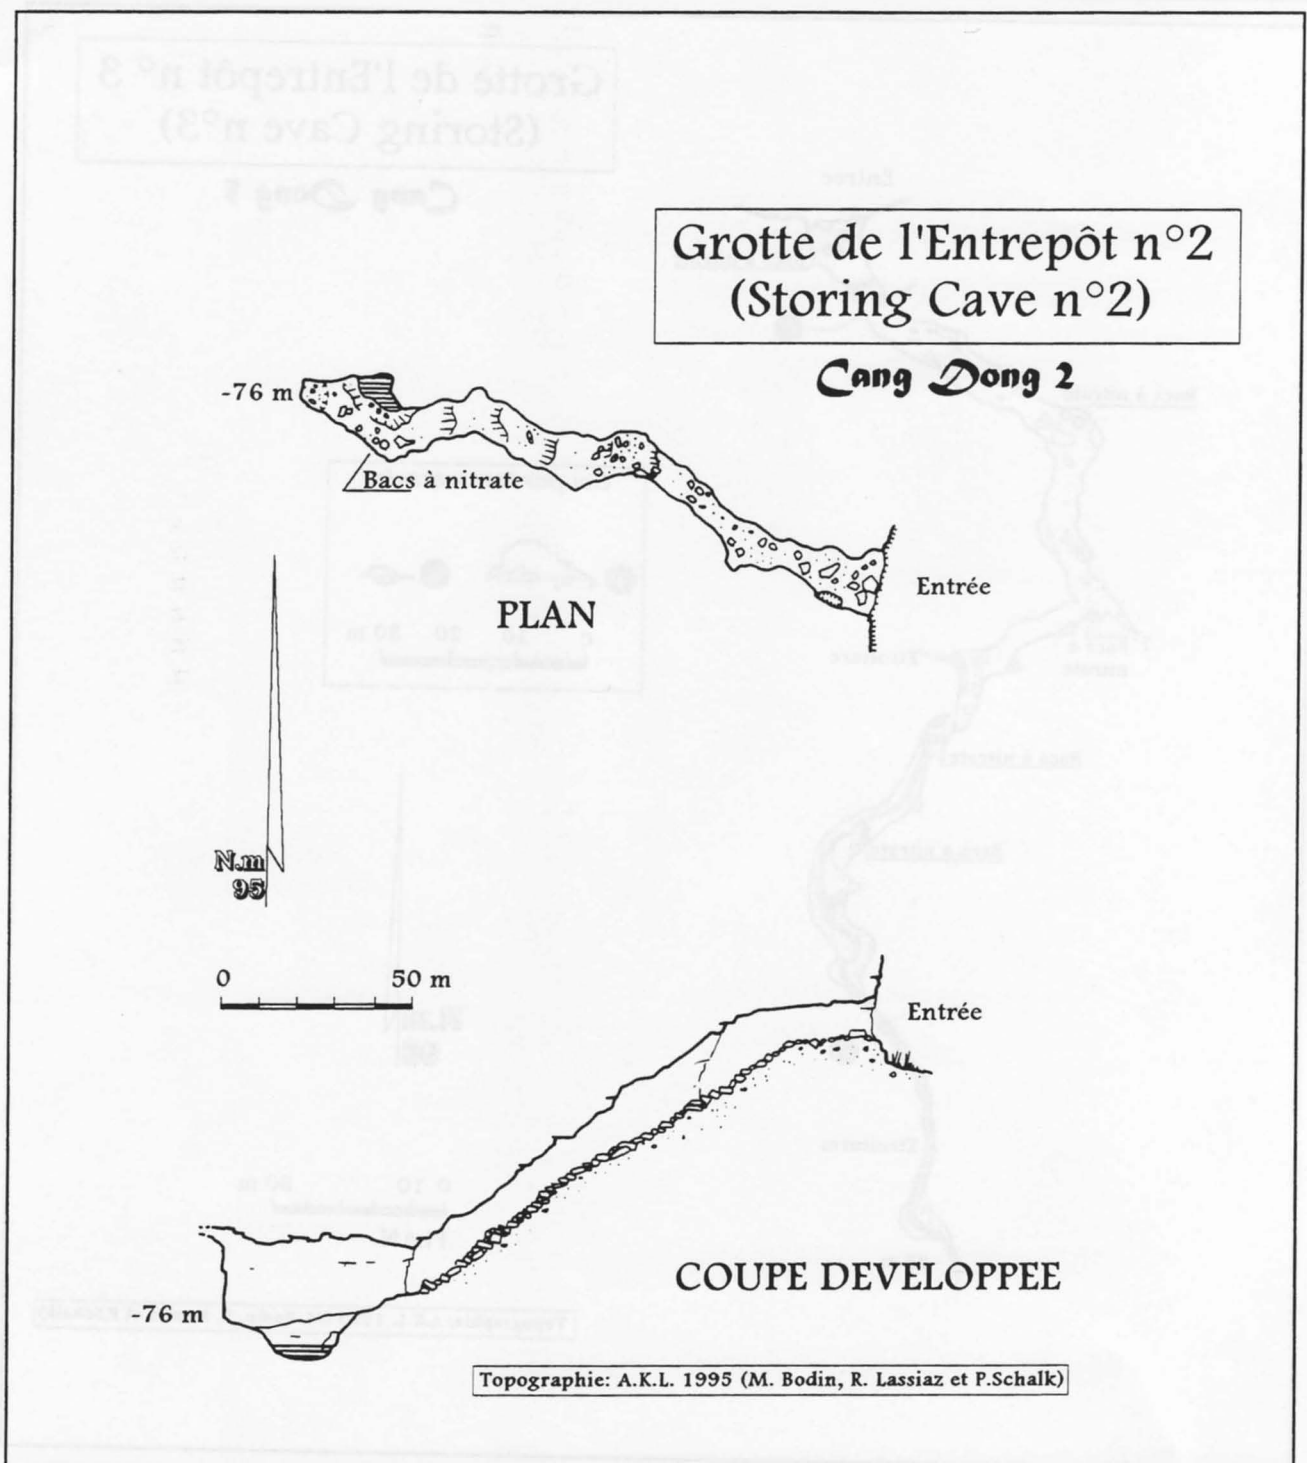 Grotte de l'Entrepôt n°2
(Storing Cave n°2)
Cang Dong 2
-76 m
Bacs à nitrate
Entrée
PLAN
N.m
95
0 50 m
Entrée
COUPE DEVELOPPEE
-76 m
Topographie: A.K.L. 1995 (M. Bodin, R. Lassiaz et P.Schalk)